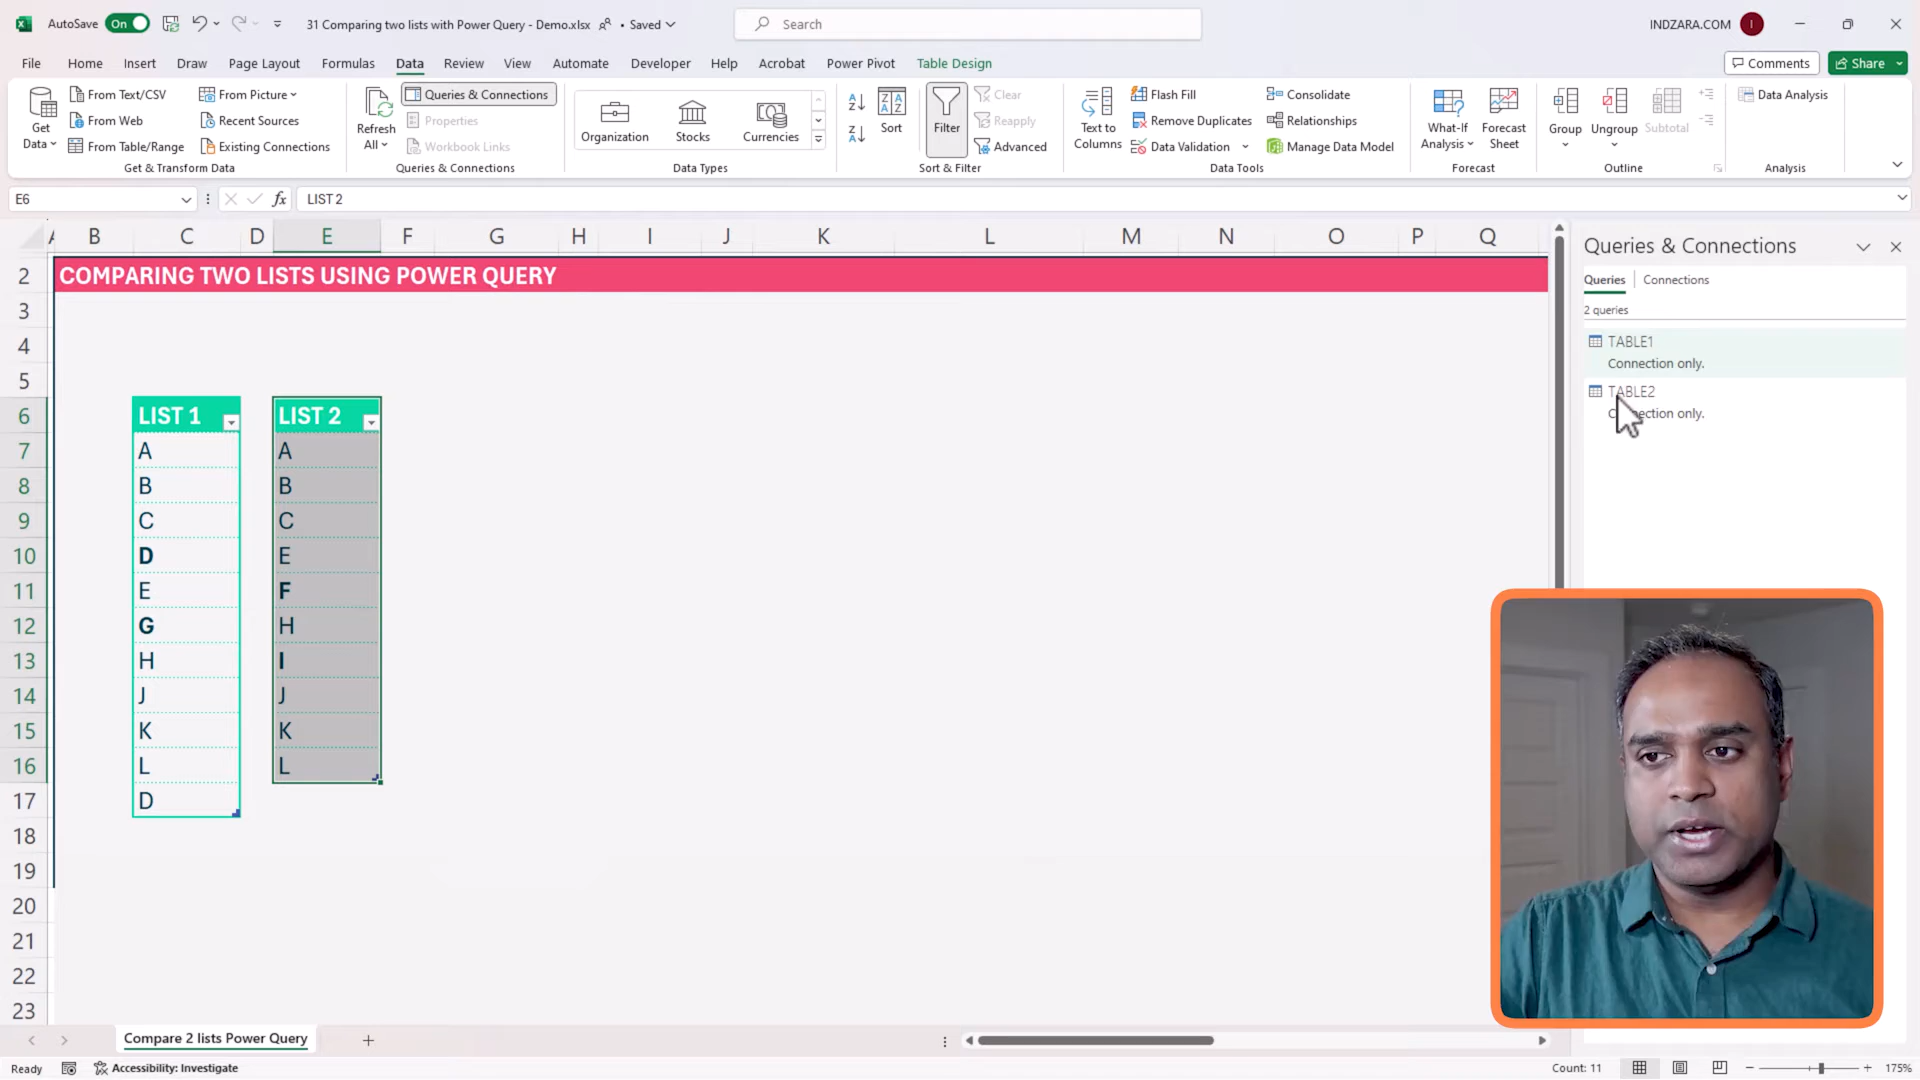 AutoSave On 31 Comparing two lists with Power Query - Demo.xlsx • Saved Search INDZARA.COM I
File Home Insert Draw Page Layout Formulas Data Review View Automate Developer Help Acrobat Power Pivot Table Design Comments Share
Get Data
From Text/CSV
From Web
From Table/Range
From Picture
Recent Sources
Existing Connections
Get & Transform Data
Refresh All
Queries & Connections
Properties
Workbook Links
Queries & Connections
Organization
Stocks
Currencies
Data Types
Sort
Filter
Clear
Reapply
Advanced
Sort & Filter
Text to Columns
Flash Fill
Remove Duplicates
Data Validation
Consolidate
Relationships
Manage Data Model
Data Tools
What-If Analysis
Forecast Sheet
Forecast
Group
Ungroup
Subtotal
Outline
Data Analysis
Analysis
E6 fx LIST 2
A B C D E F G H I J K L M N O P Q
2 COMPARING TWO LISTS USING POWER QUERY
3
4
5
6 LIST 1 LIST 2
7 A A
8 B B
9 C C
10 D E
11 E F
12 G H
13 H I
14 J J
15 K K
16 L L
17 D
18
19
20
21
22
23
Queries & Connections
Queries Connections
2 queries
TABLE1
Connection only.
TABLE2
Connection only.
Compare 2 lists Power Query
Ready Accessibility: Investigate Count: 11 175%